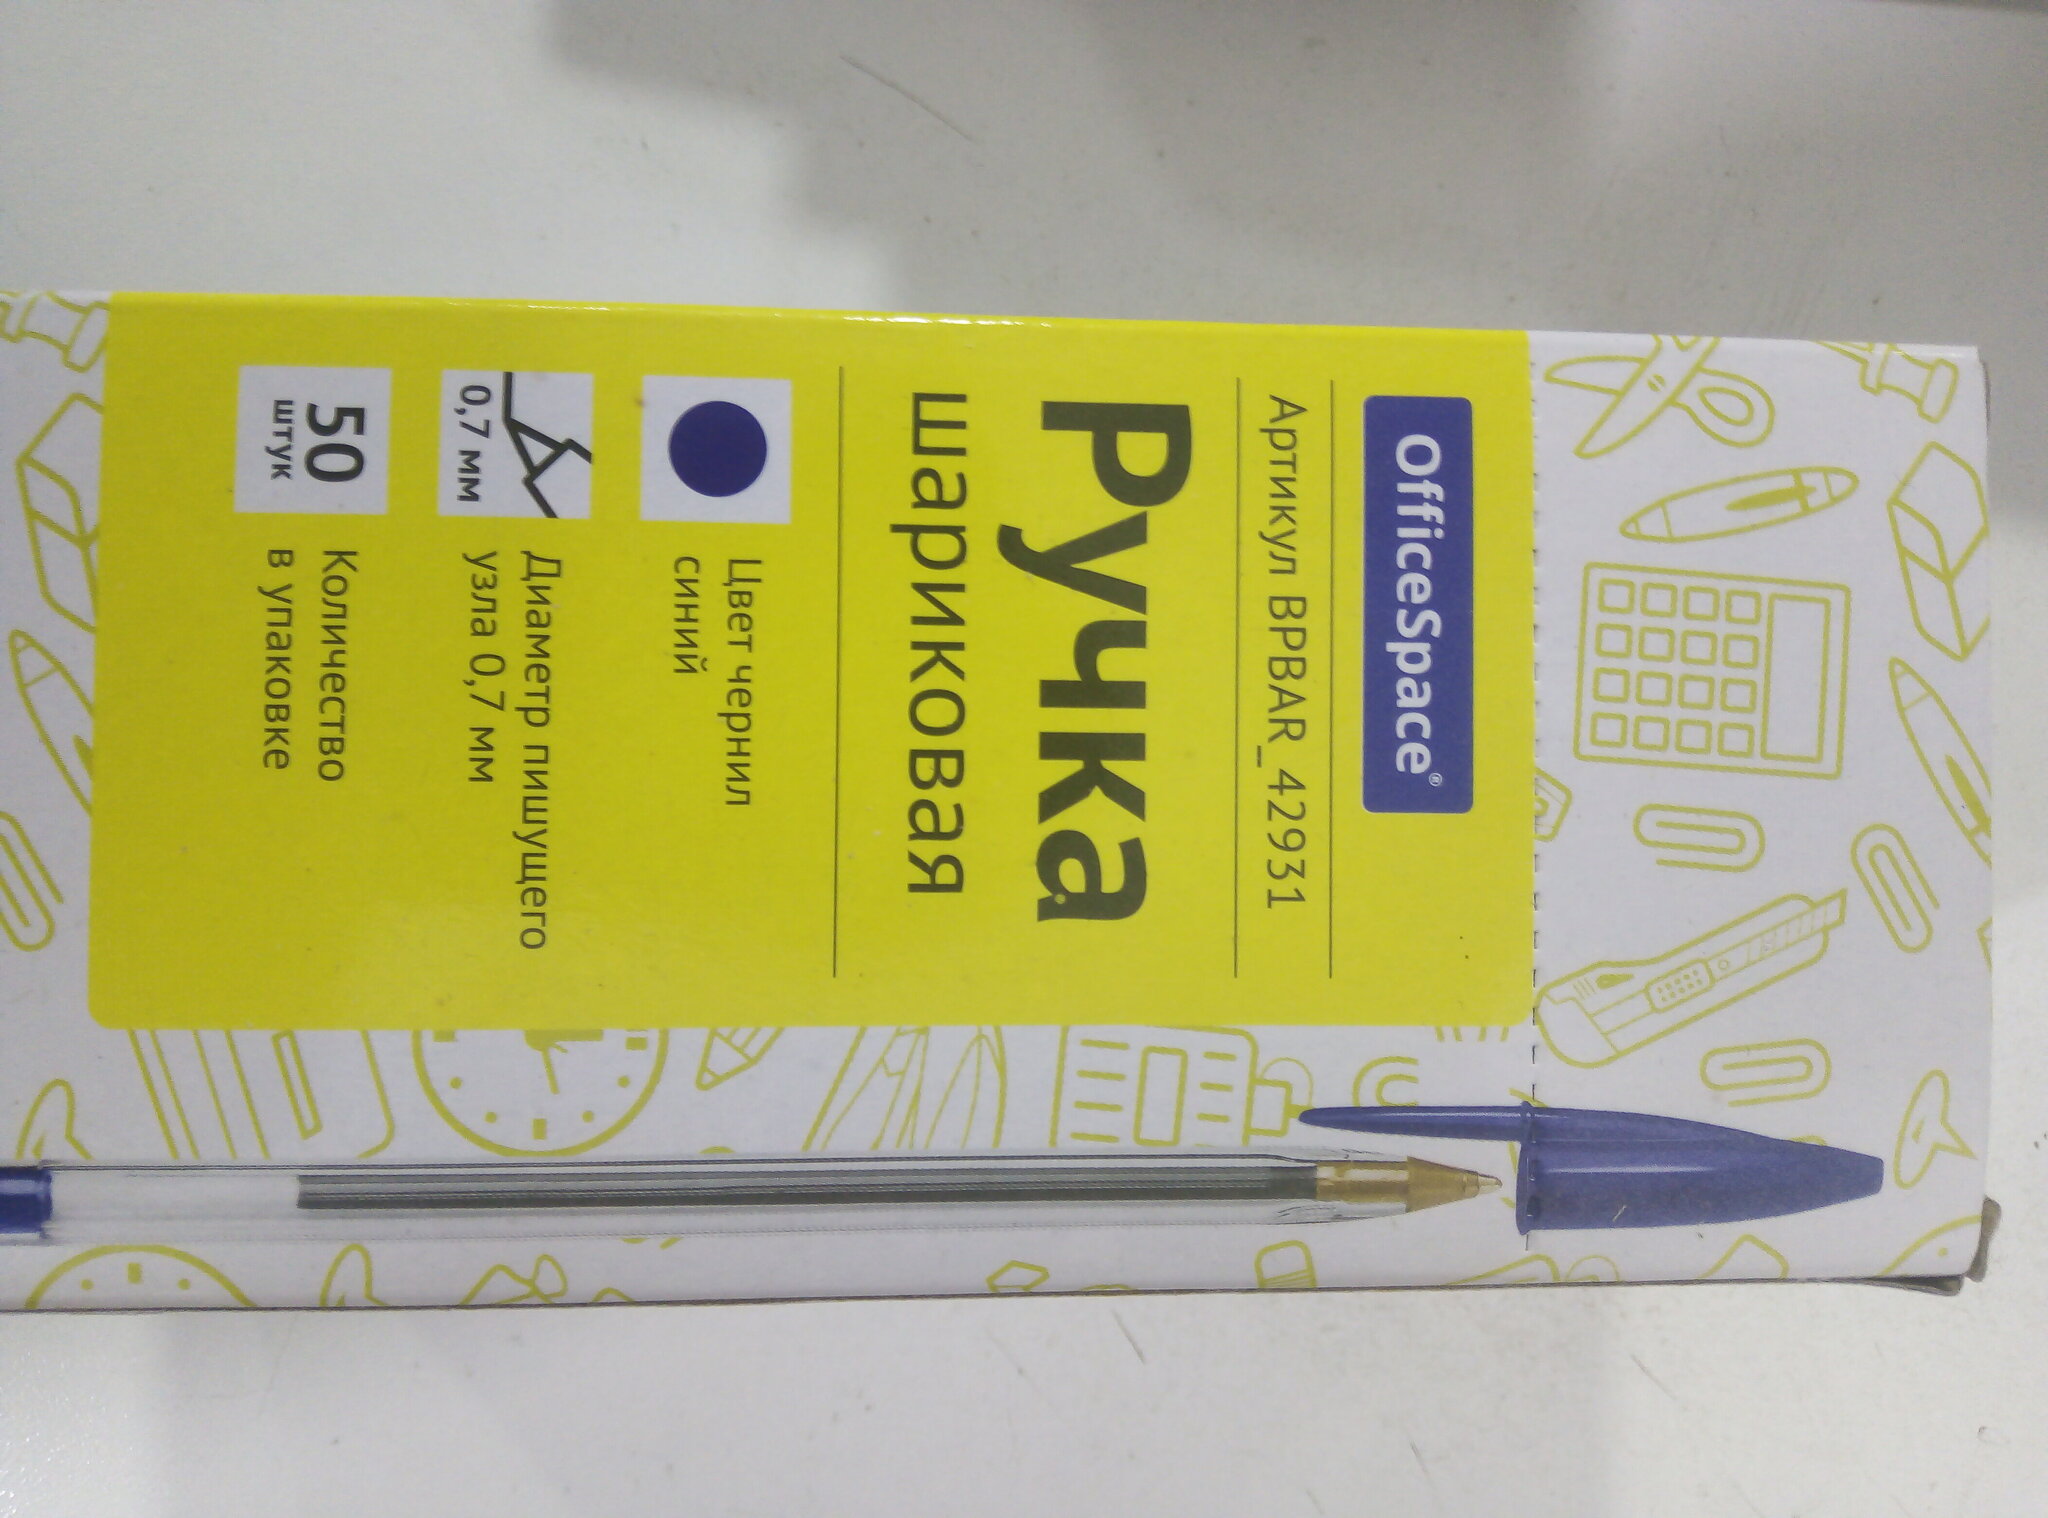 OfficeSpace®
Артикул BPBAR_42931
Ручка
шариковая
Цвет чернил
синий
0,7 мм
Диаметр пишущего
узла 0,7 мм
50
штук
Количество
в упаковке